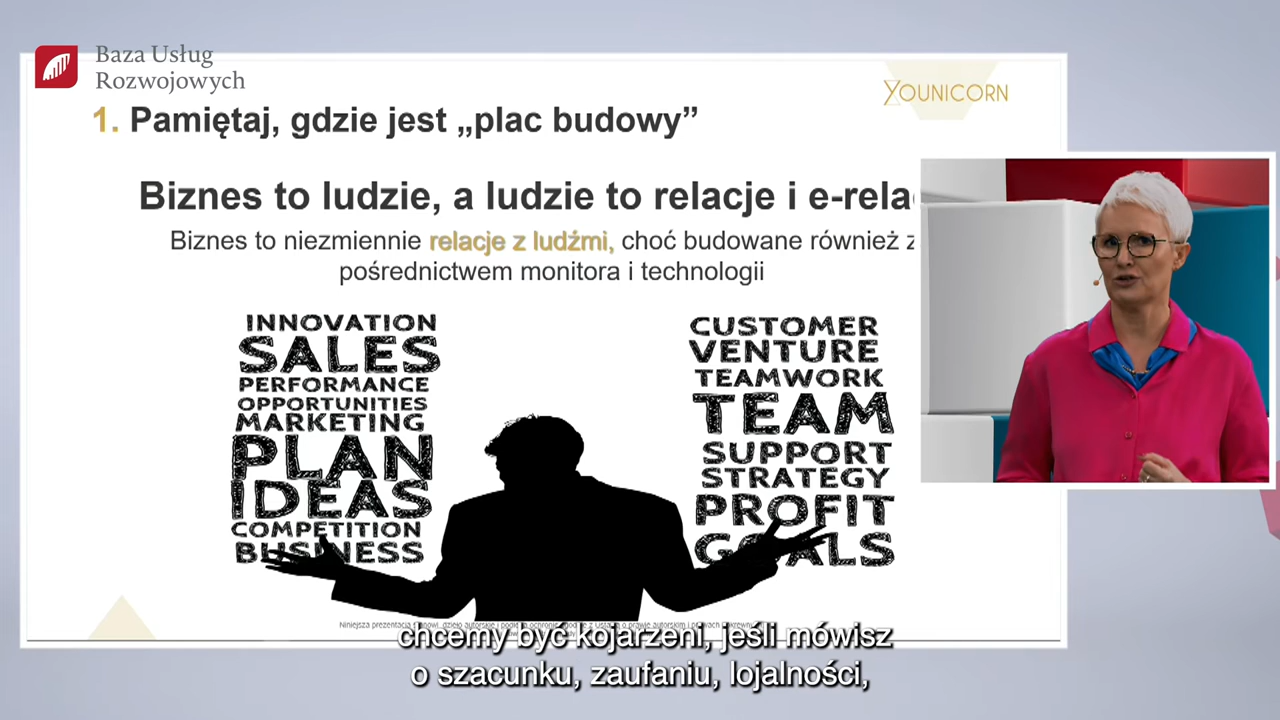 Baza Usług
Rozwojowych
YOUNICORN
1. Pamiętaj, gdzie jest „plac budowy”
Biznes to ludzie, a ludzie to relacje i e-rela
Biznes to niezmiennie relacje z ludźmi, choć budowane również z
pośrednictwem monitora i technologii
INNOVATION
SALES
PERFORMANCE
OPPORTUNITIES
MARKETING
PLAN
IDEAS
COMPETITION
BUSINESS
CUSTOMER
VENTURE
TEAMWORK
TEAM
SUPPORT
STRATEGY
PROFIT
GOALS
Niniejsza prezentacja
chcemy być kojarzeni, jeśli mówisz
o szacunku, zaufaniu, lojalności,